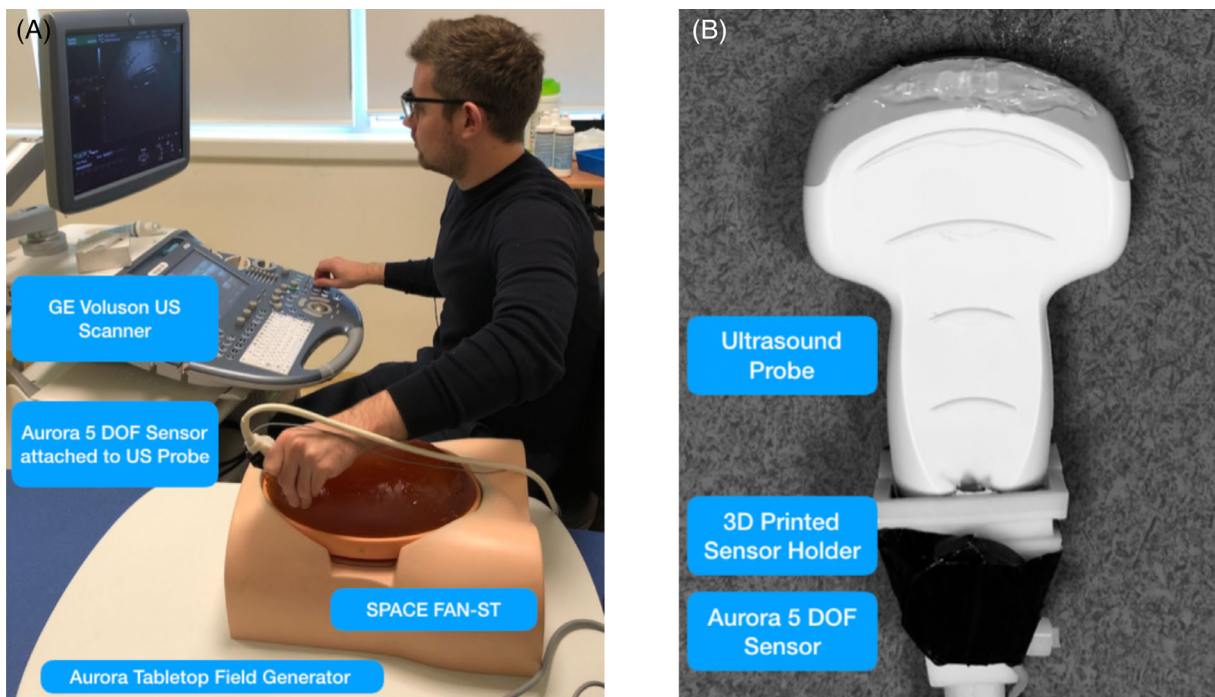 (A)
GE Voluson US
Scanner
Aurora 5 DOF Sensor
attached to US Probe
SPACE FAN-ST
Aurora Tabletop Field Generator
(B)
Ultrasound
Probe
3D Printed
Sensor Holder
Aurora 5 DOF
Sensor